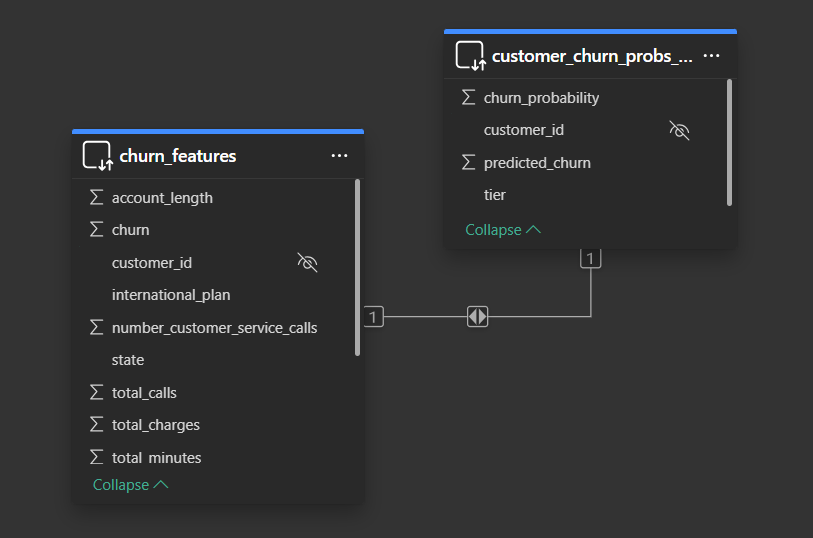 customer_churn_probs_...
churn_probability
customer_id
predicted_churn
tier
Collapse
churn_features
account_length
churn
customer_id
international_plan
number_customer_service_calls
state
total_calls
total_charges
total_minutes
Collapse
1
1